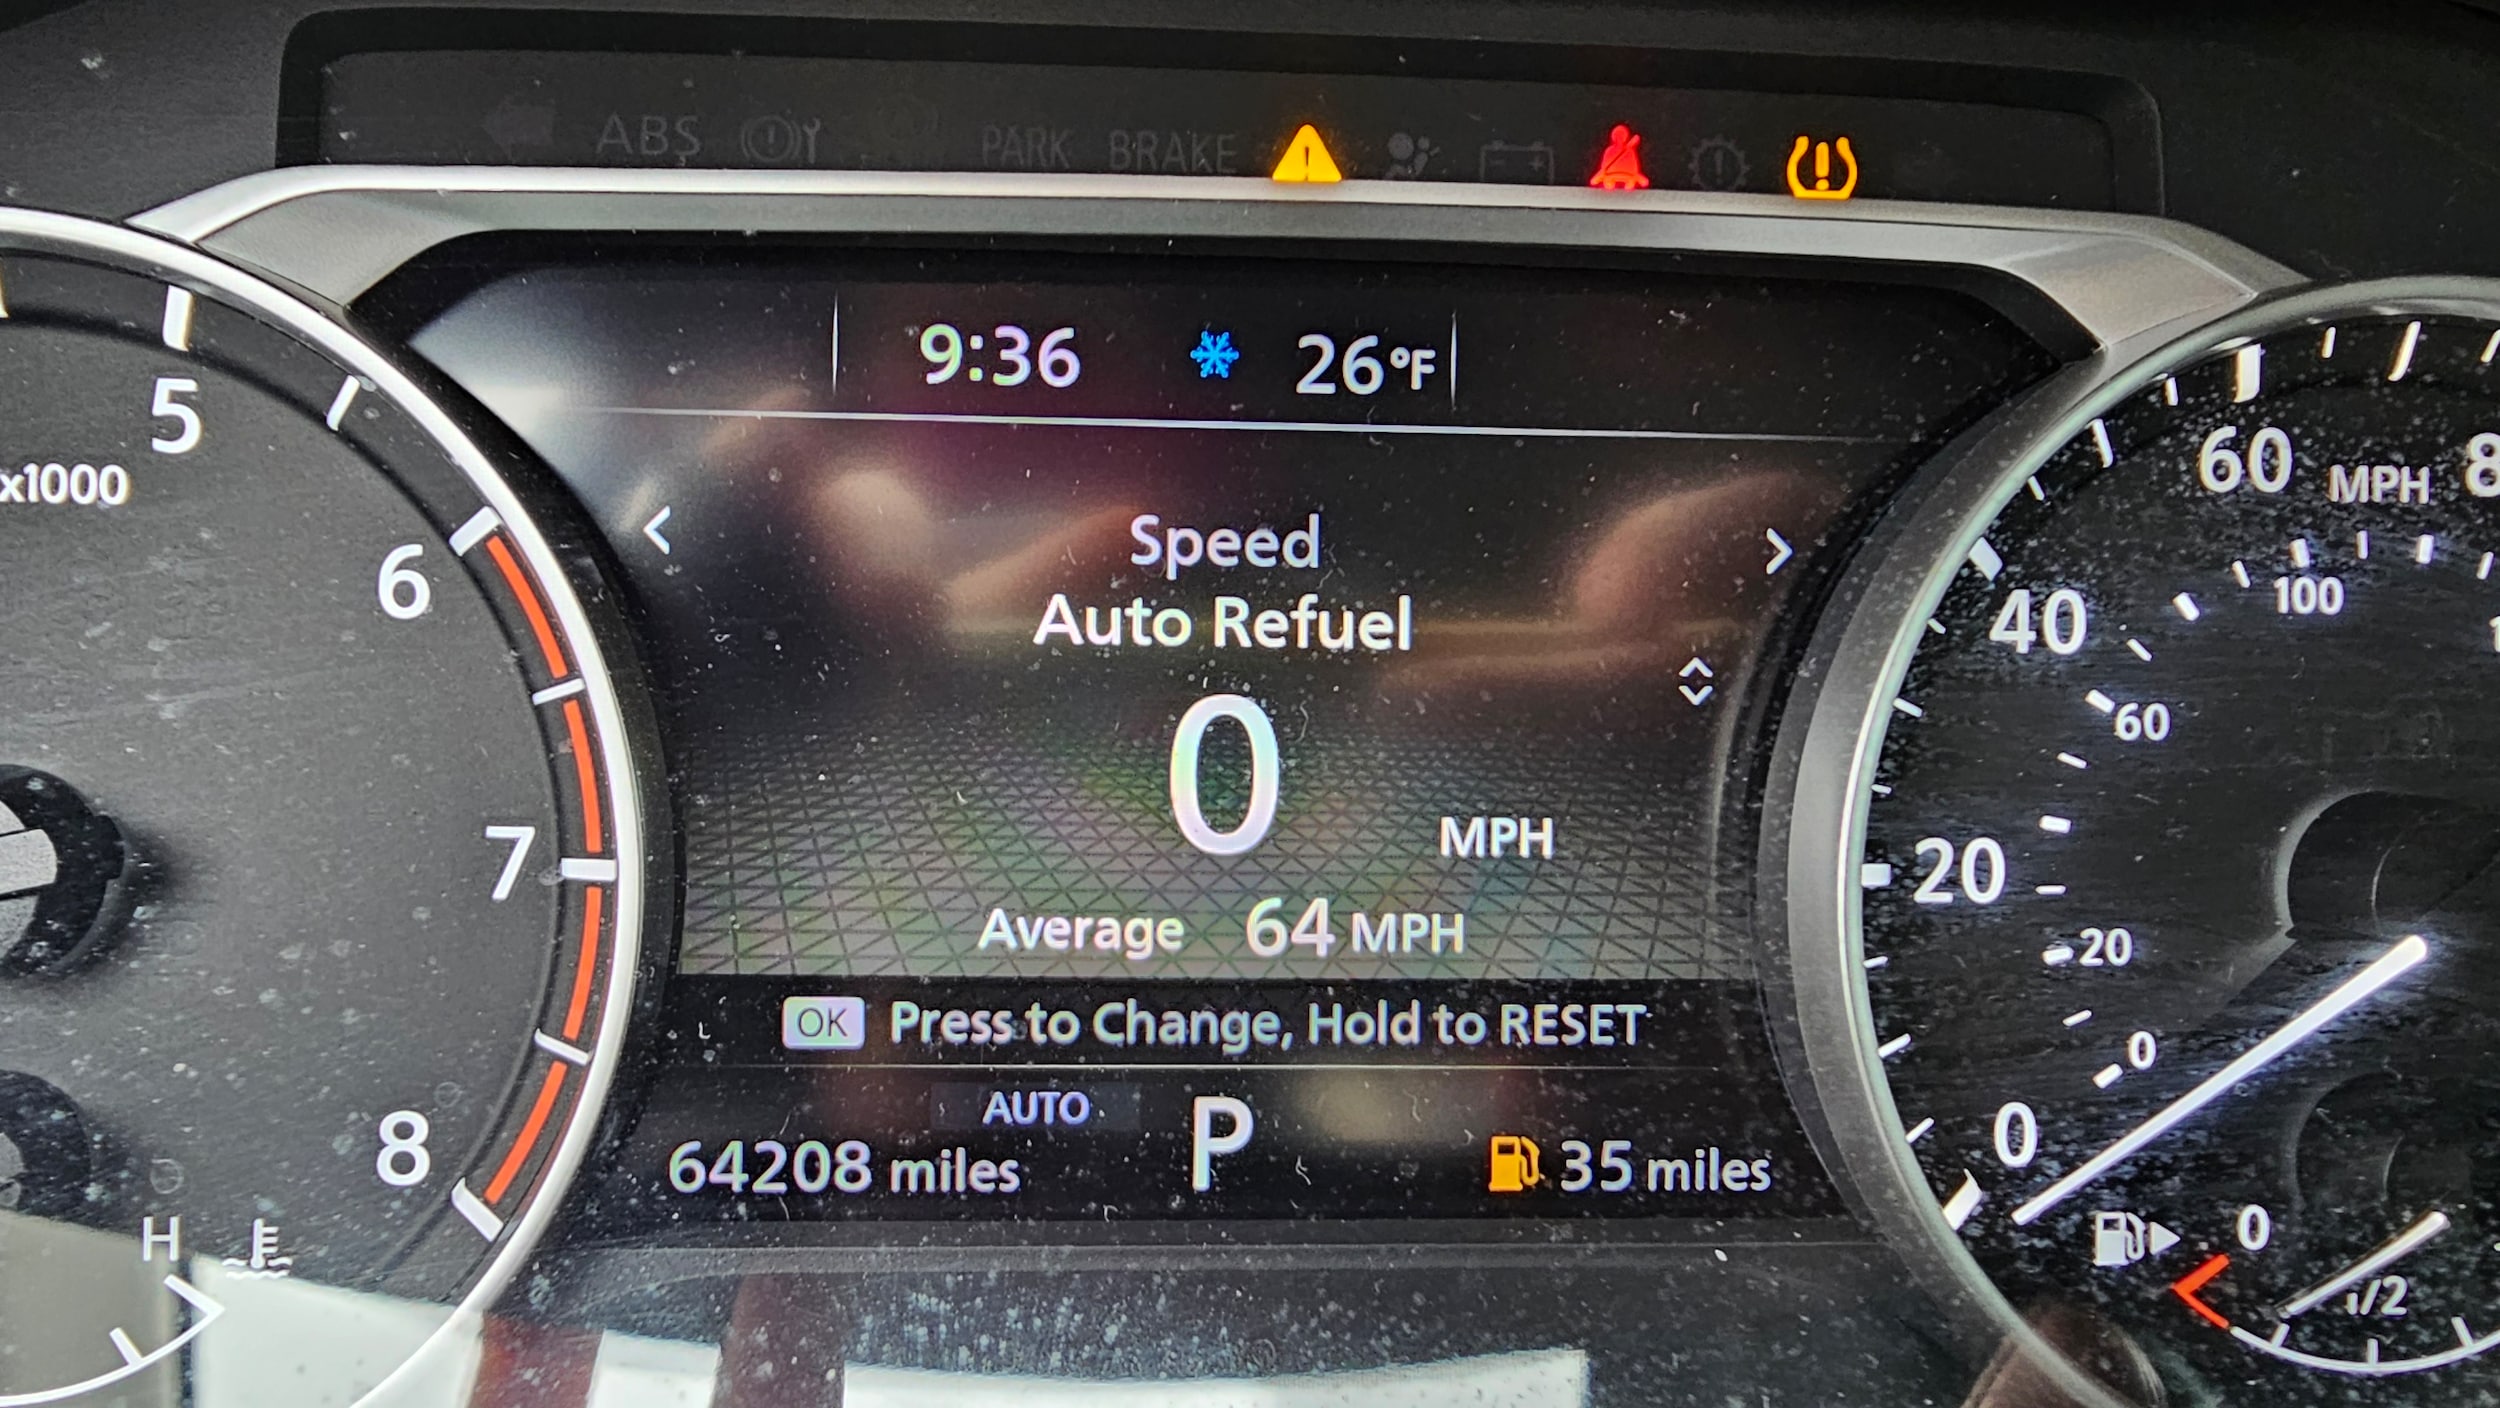 ABS PARK BRAKE
9:36 26°F
5
x1000
6
7
8
H
Speed
Auto Refuel
0 MPH
Average 64 MPH
OK Press to Change, Hold to RESET
AUTO
64208 miles P 35 miles
60 MPH 8
40
20
0
100
60
20
0
0
1/2